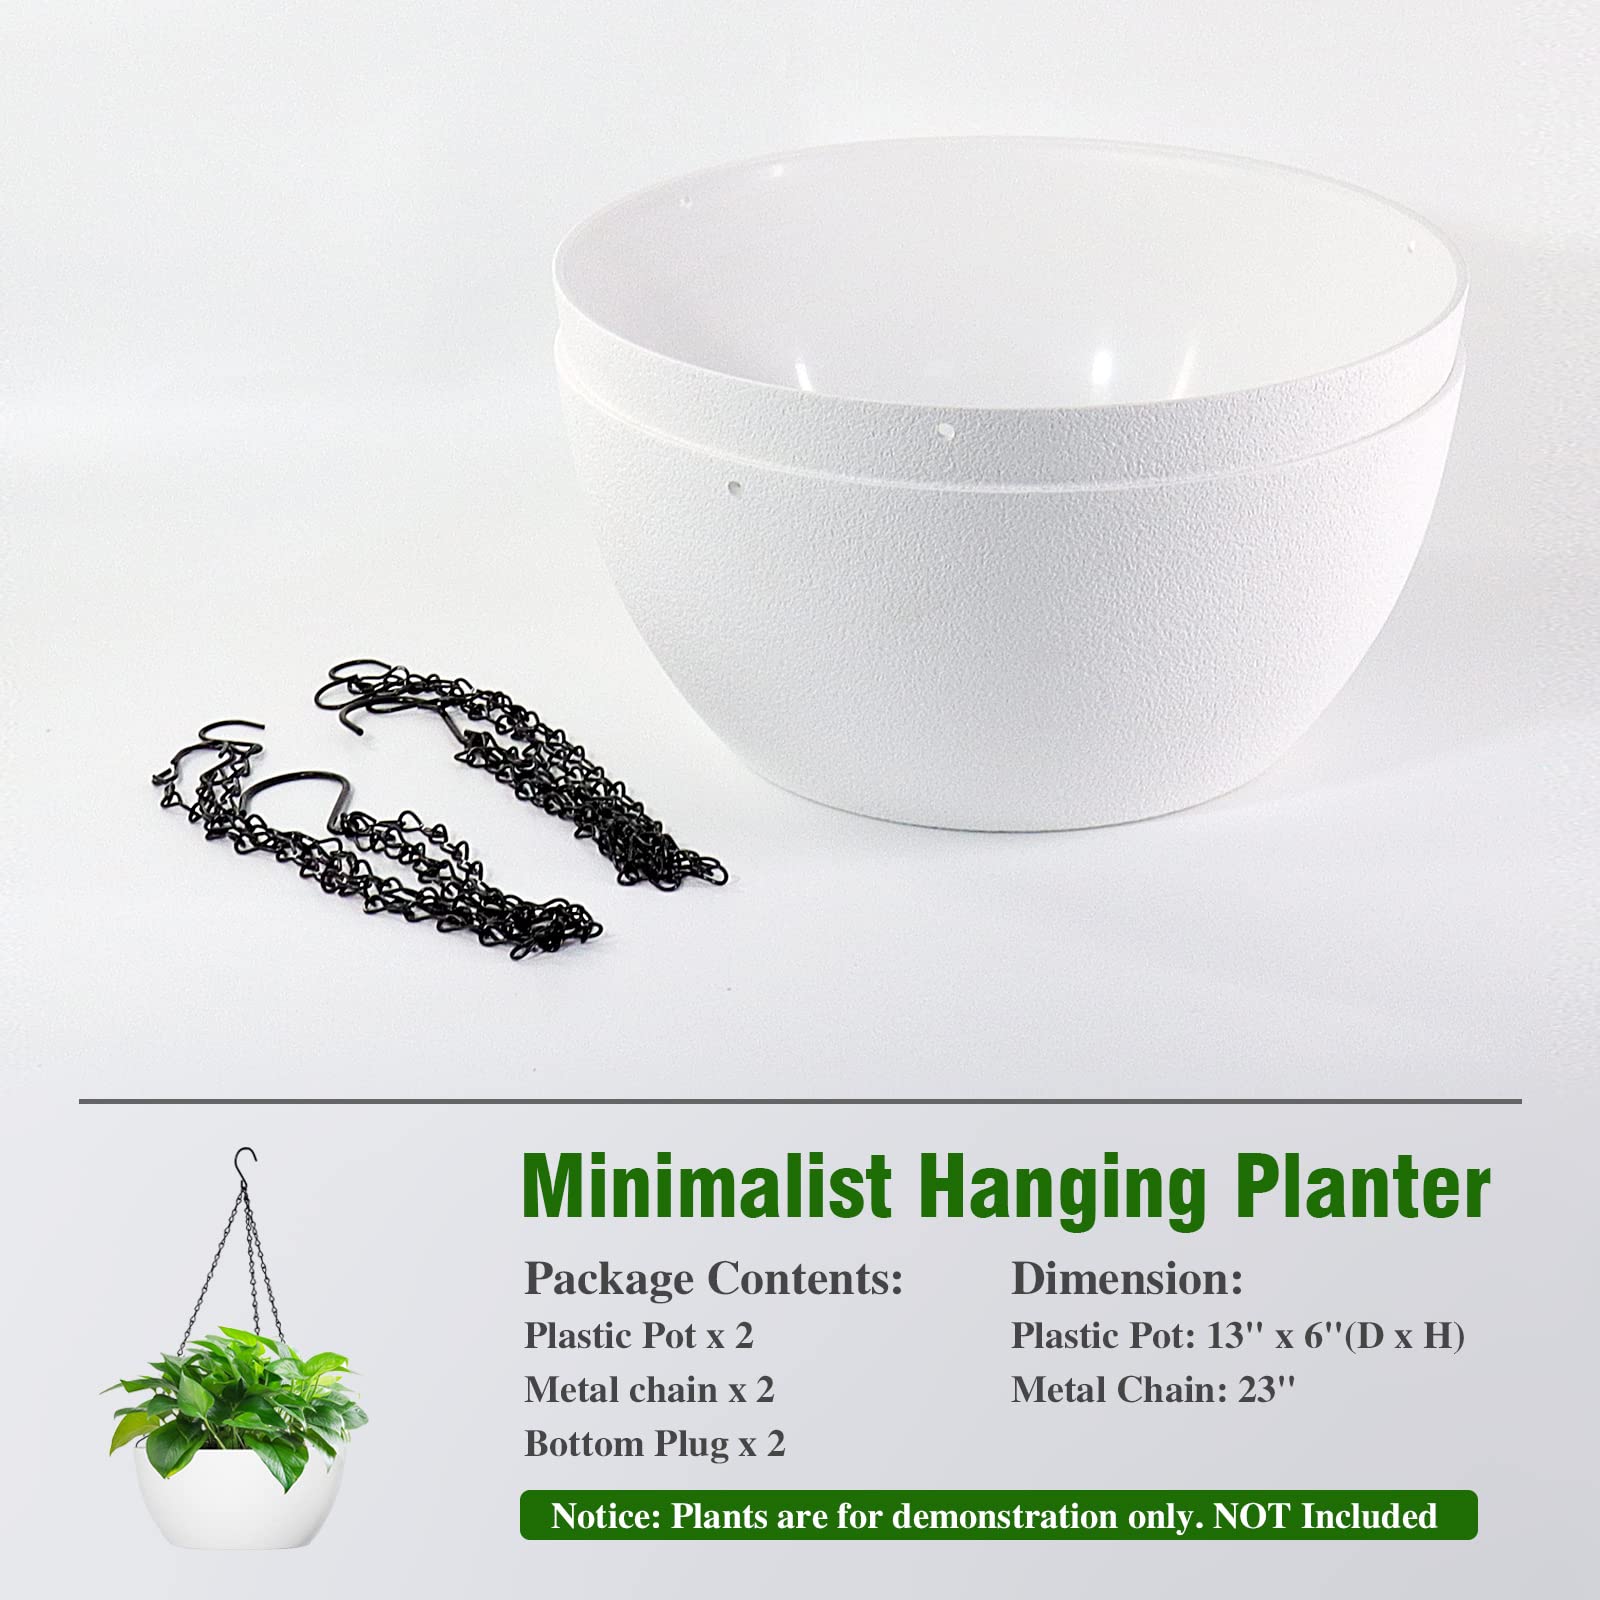 Minimalist Hanging Planter
Package Contents:
Plastic Pot x 2
Metal chain x 2
Bottom Plug x 2
Dimension:
Plastic Pot: 13" x 6"(D x H)
Metal Chain: 23"
Notice: Plants are for demonstration only. NOT Included